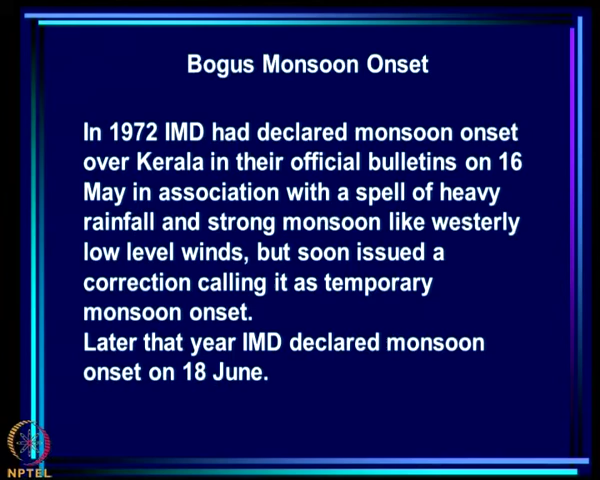 Bogus Monsoon Onset
In 1972 IMD had declared monsoon onset
over Kerala in their official bulletins on 16
May in association with a spell of heavy
rainfall and strong monsoon like westerly
low level winds, but soon issued a
correction calling it as temporary
monsoon onset.
Later that year IMD declared monsoon
onset on 18 June.
NPTEL